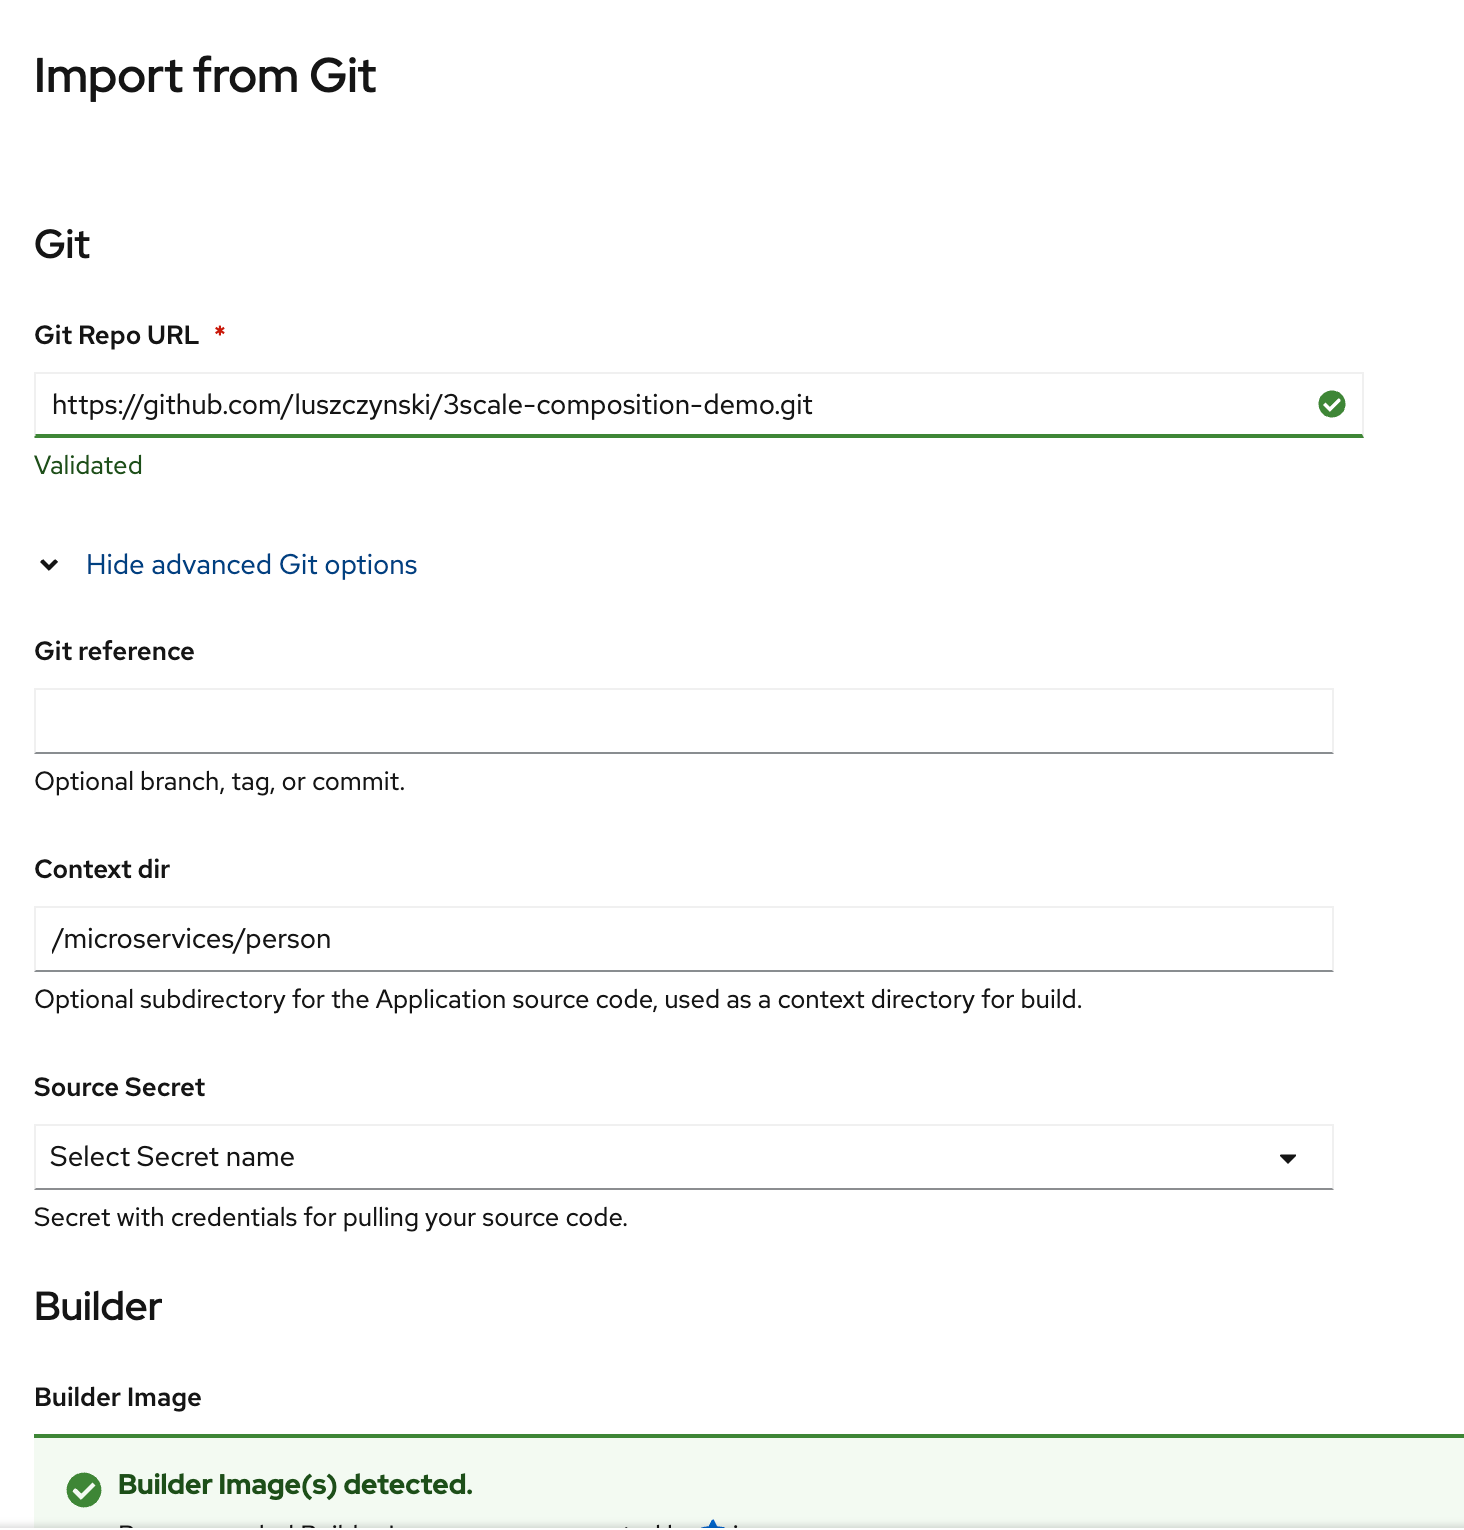 Import from Git
Git
Git Repo URL *
https://github.com/luszczynski/3scale-composition-demo.git
Validated
Hide advanced Git options
Git reference
Optional branch, tag, or commit.
Context dir
/microservices/person
Optional subdirectory for the Application source code, used as a context directory for build.
Source Secret
Select Secret name
Secret with credentials for pulling your source code.
Builder
Builder Image
Builder Image(s) detected.